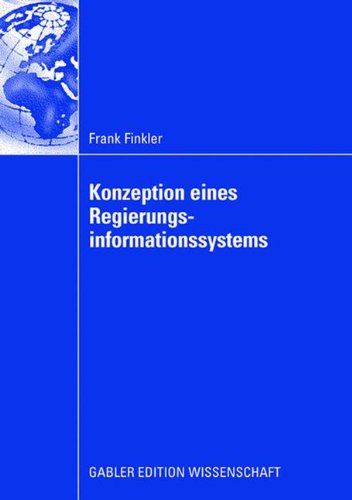 Frank Finkler
Konzeption eines
Regierungs-
informationssystems
GABLER EDITION WISSENSCHAFT